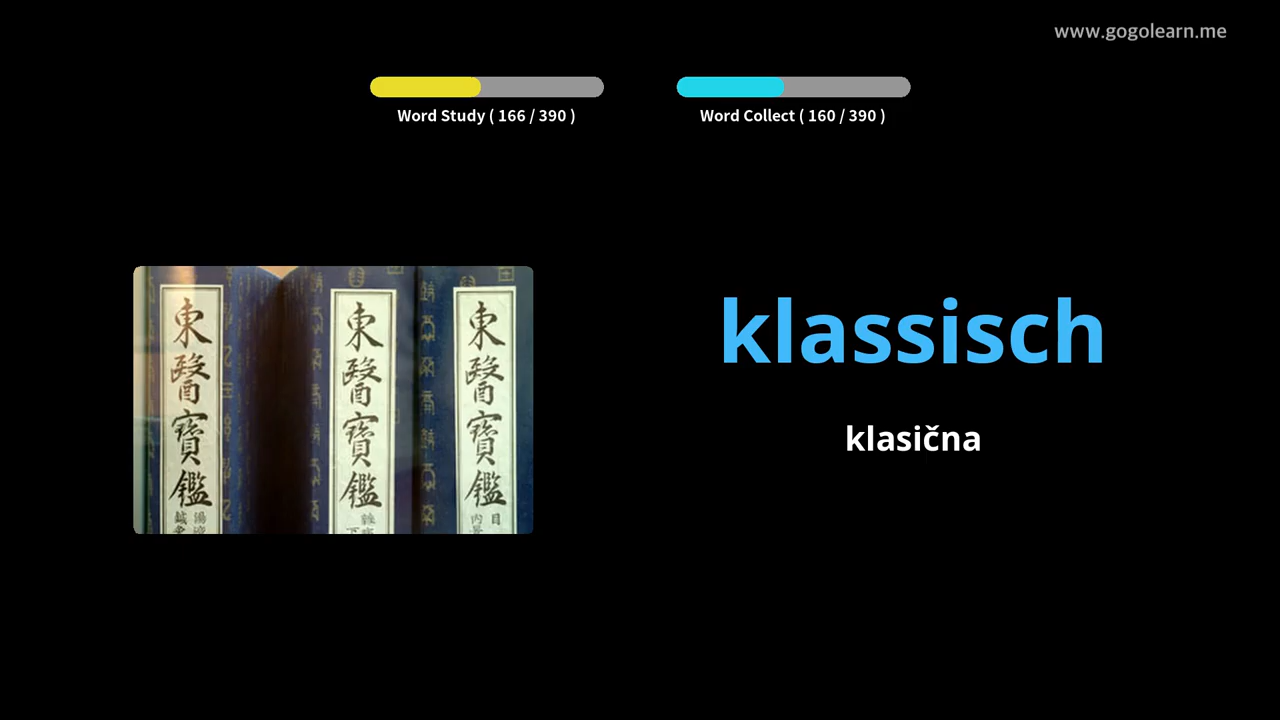 www.gogolearn.me
Word Study ( 166 / 390 )
Word Collect ( 160 / 390 )
東醫寶鑑
東醫寶鑑
東醫寶鑑
klassisch
klasična